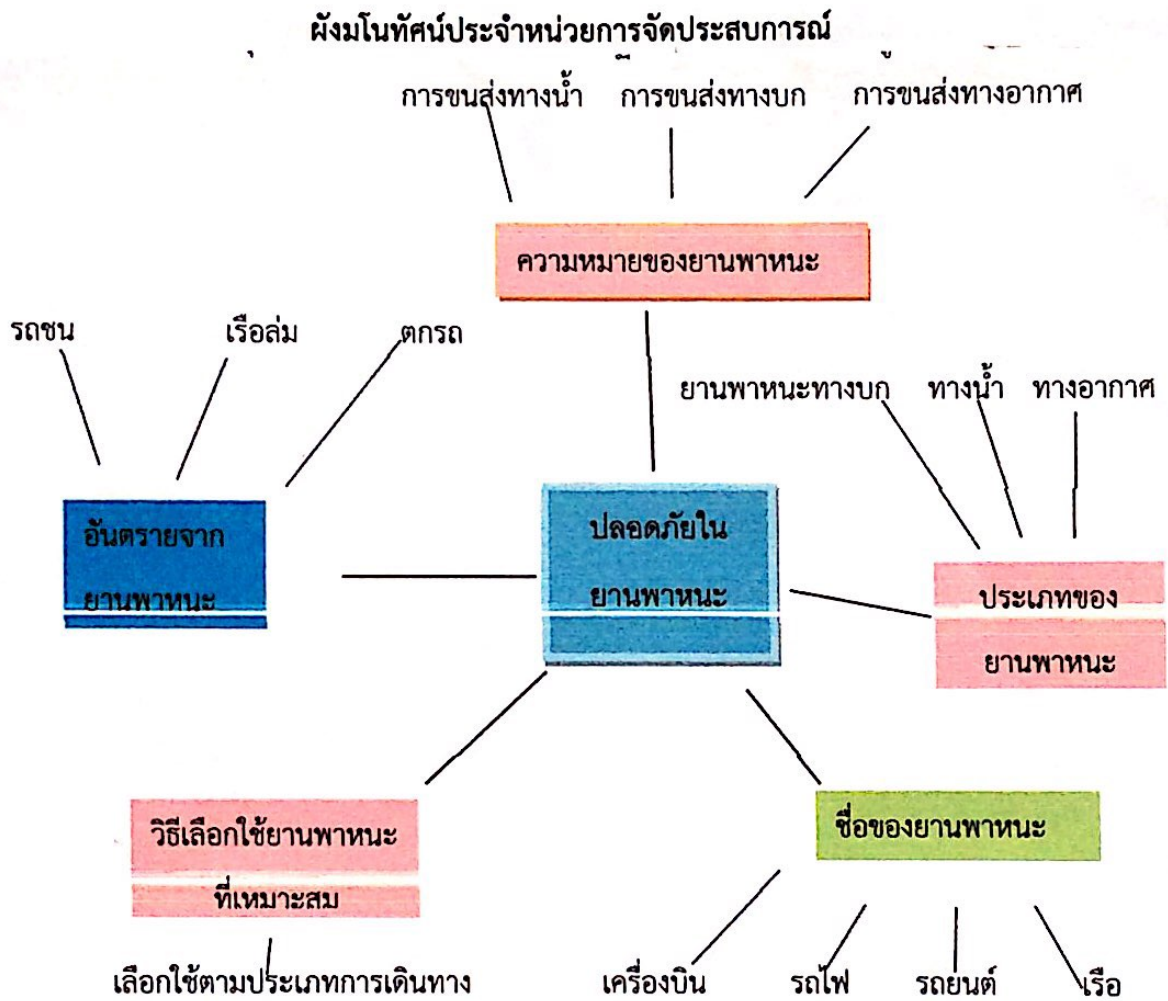 ผังมโนทัศน์ประจำหน่วยการจัดประสบการณ์
การขนส่งทางน้ำ การขนส่งทางบก การขนส่งทางอากาศ
ความหมายของยานพาหนะ
รถชน เรือล่ม ตกรถ
ยานพาหนะทางบก ทางน้ำ ทางอากาศ
อันตรายจาก
ยานพาหนะ
ปลอดภัยใน
ยานพาหนะ
ประเภทของ
ยานพาหนะ
วิธีเลือกใช้ยานพาหนะ
ที่เหมาะสม
ชื่อของยานพาหนะ
เลือกใช้ตามประเภทการเดินทาง
เครื่องบิน รถไฟ รถยนต์ เรือ